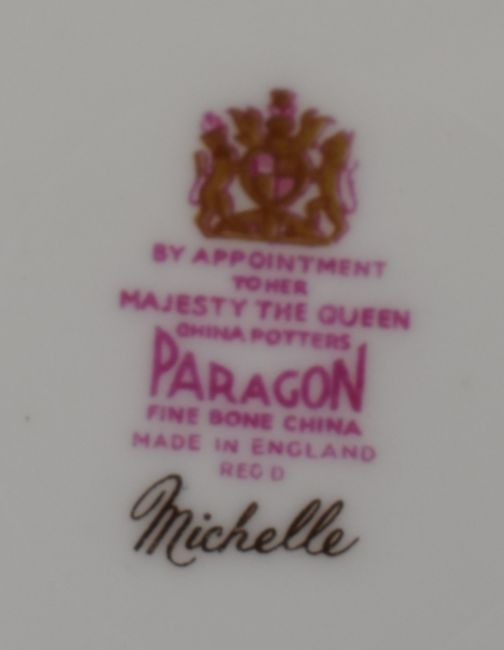 BY APPOINTMENT
TO HER
MAJESTY THE QUEEN
CHINA POTTERS
PARAGON
FINE BONE CHINA
MADE IN ENGLAND
REG'D
Michelle